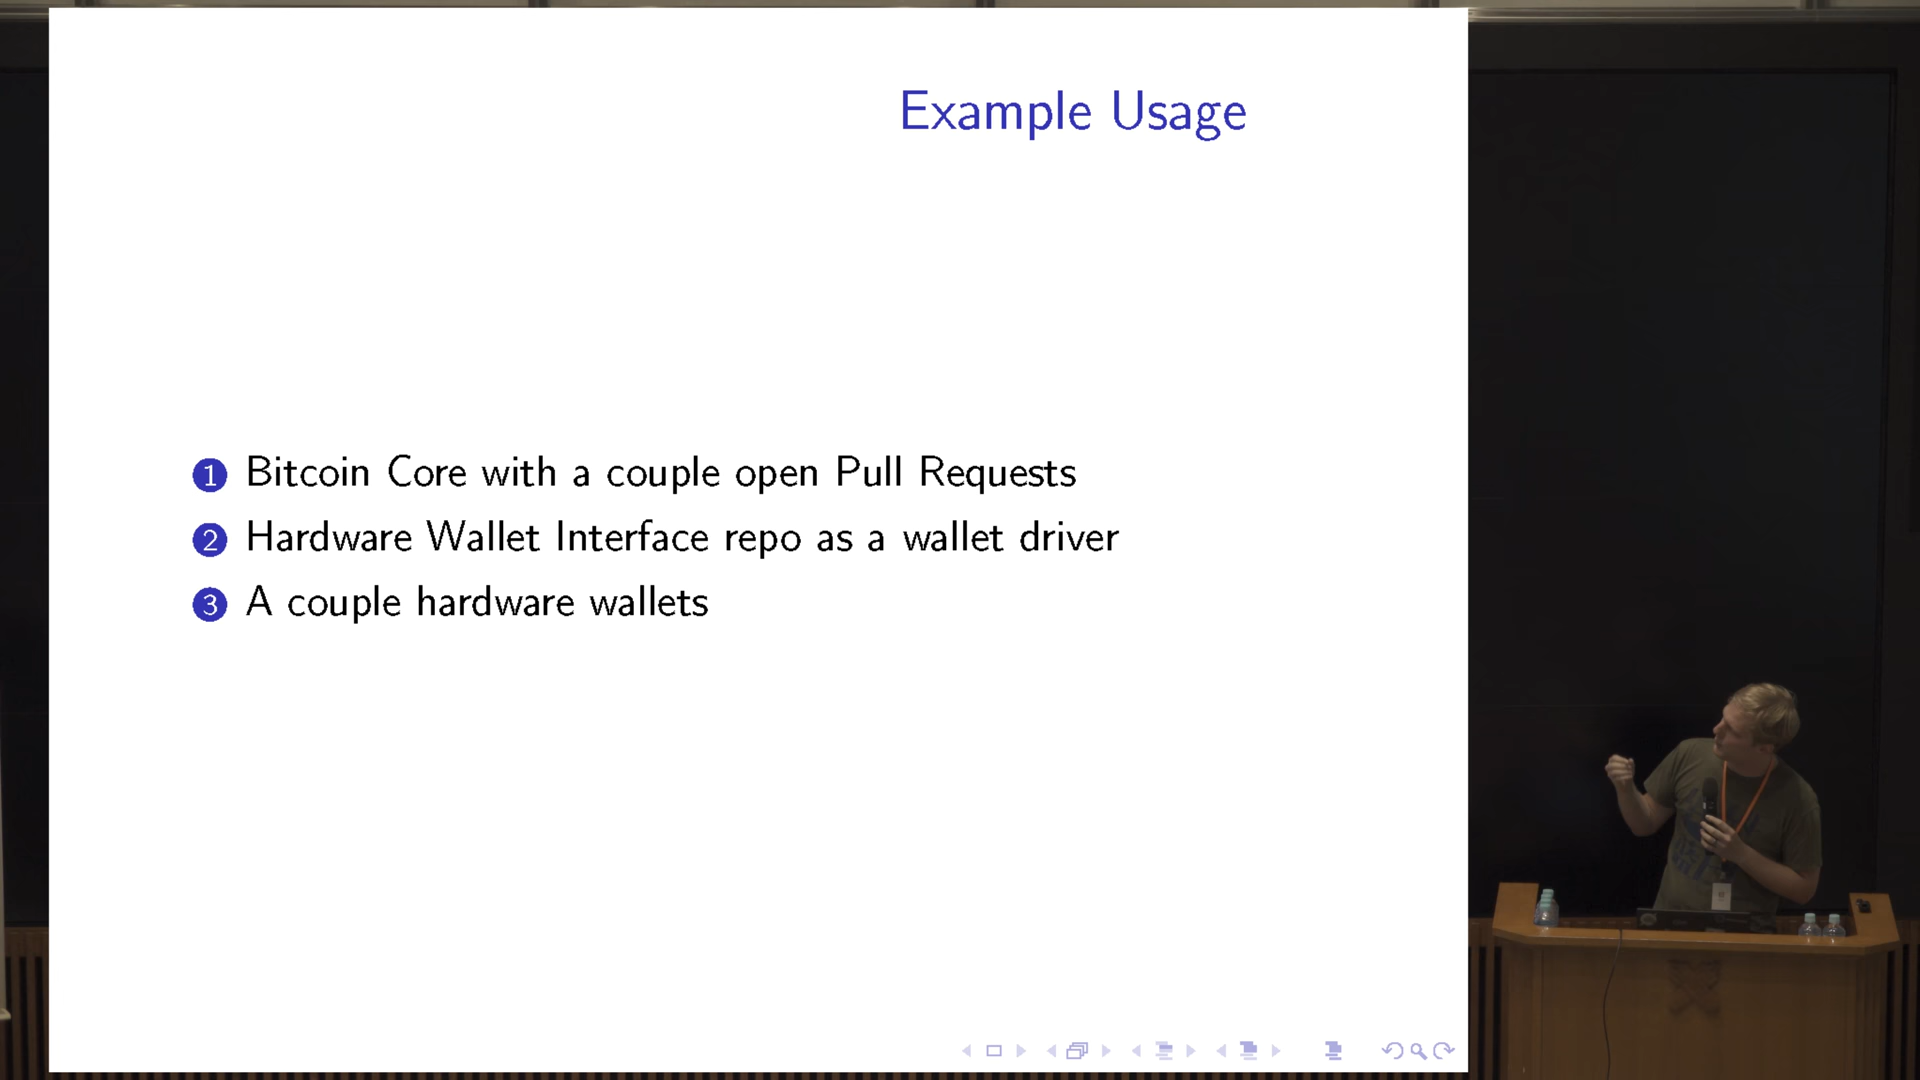 Example Usage
1 Bitcoin Core with a couple open Pull Requests
2 Hardware Wallet Interface repo as a wallet driver
3 A couple hardware wallets